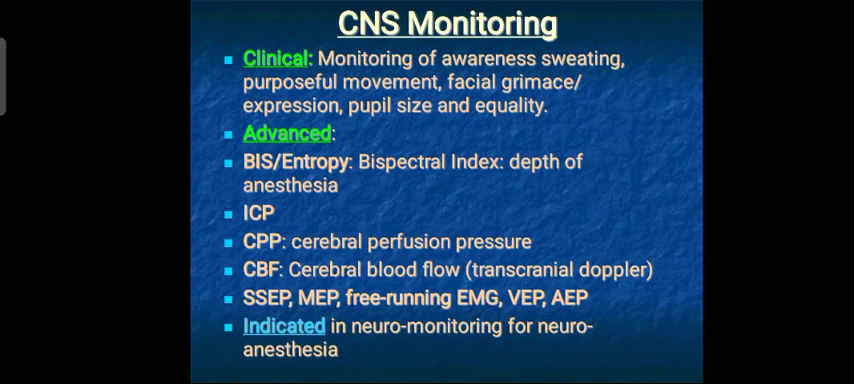 CNS Monitoring
Clinical: Monitoring of awareness sweating,
purposeful movement, facial grimace/
expression, pupil size and equality.
Advanced:
BIS/Entropy: Bispectral Index: depth of
anesthesia
ICP
CPP: cerebral perfusion pressure
CBF: Cerebral blood flow (transcranial doppler)
SSEP, MEP, free-running EMG, VEP, AEP
Indicated in neuro-monitoring for neuro-
anesthesia